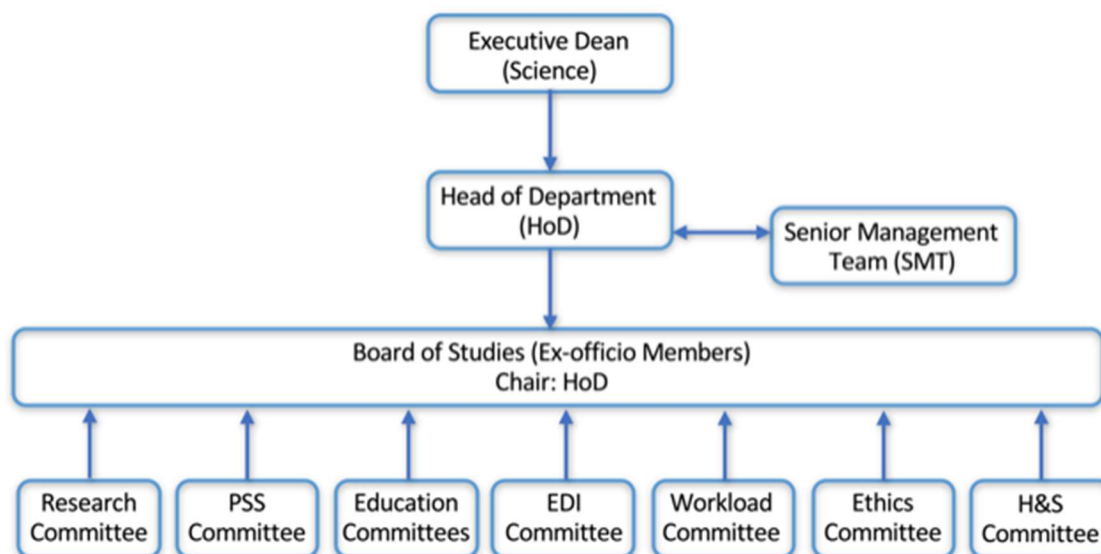 Executive Dean
(Science)
Head of Department
(HoD)
Senior Management
Team (SMT)
Board of Studies (Ex-officio Members)
Chair: HoD
Research
Committee
PSS
Committee
Education
Committees
EDI
Committee
Workload
Committee
Ethics
Committee
H&S
Committee